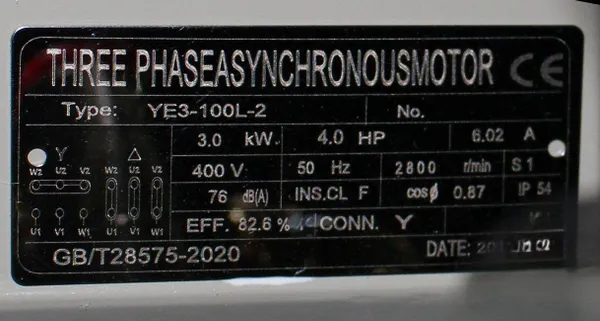 THREE PHASEASYNCHRONOUSMOTOR CE
Type: YE3-100L-2 No.
3.0 kW 4.0 HP 6.02 A
400 V 50 Hz 2800 r/min S1
76 dB(A) INS.CL F cosϕ 0.87 IP 54
EFF. 82.6 % CONN. Y
Y △
W2 U2 V2 W2 U2 V2
U1 V1 W1 U1 V1 W1
GB/T28575-2020 DATE: